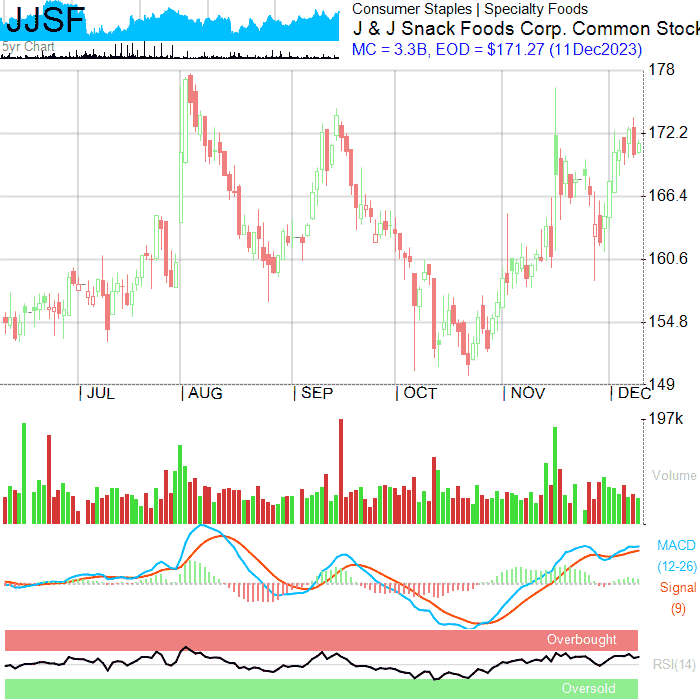 JJSF
5yr Chart
Consumer Staples | Specialty Foods
J & J Snack Foods Corp. Common Stock
MC = 3.3B, EOD = $171.27 (11Dec2023)
178
172.2
166.4
160.6
154.8
149
| JUL | AUG | SEP | OCT | NOV | DEC
197k
Volume
MACD
(12-26)
Signal
(9)
Overbought
RSI(14)
Oversold